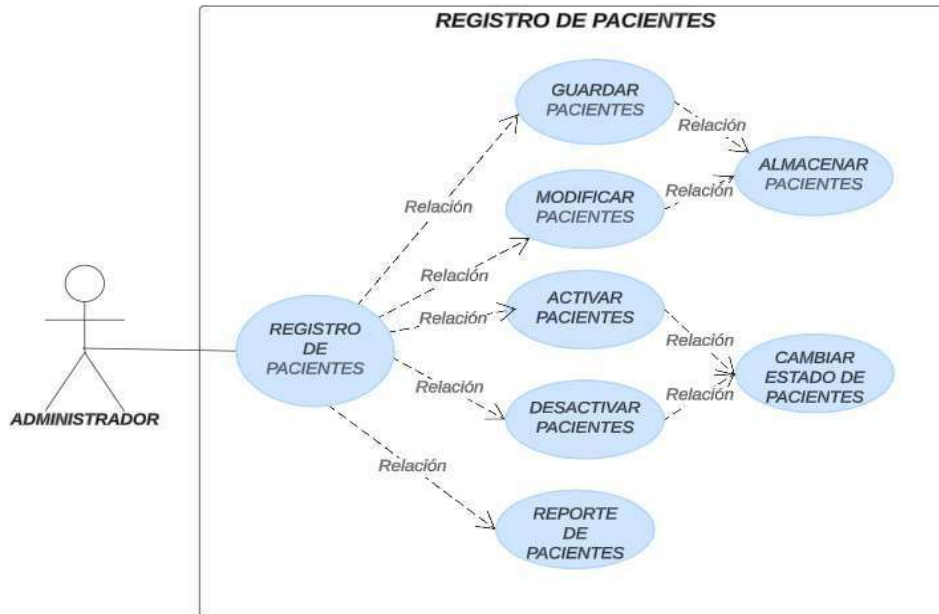 REGISTRO DE PACIENTES
GUARDAR
PACIENTES
Relación
ALMACENAR
PACIENTES
Relación
MODIFICAR
PACIENTES
Relación
Relación
ACTIVAR
PACIENTES
Relación
REGISTRO
DE
PACIENTES
Relación
CAMBIAR
ESTADO DE
PACIENTES
Relación
Relación
DESACTIVAR
PACIENTES
ADMINISTRADOR
Relación
REPORTE
DE
PACIENTES